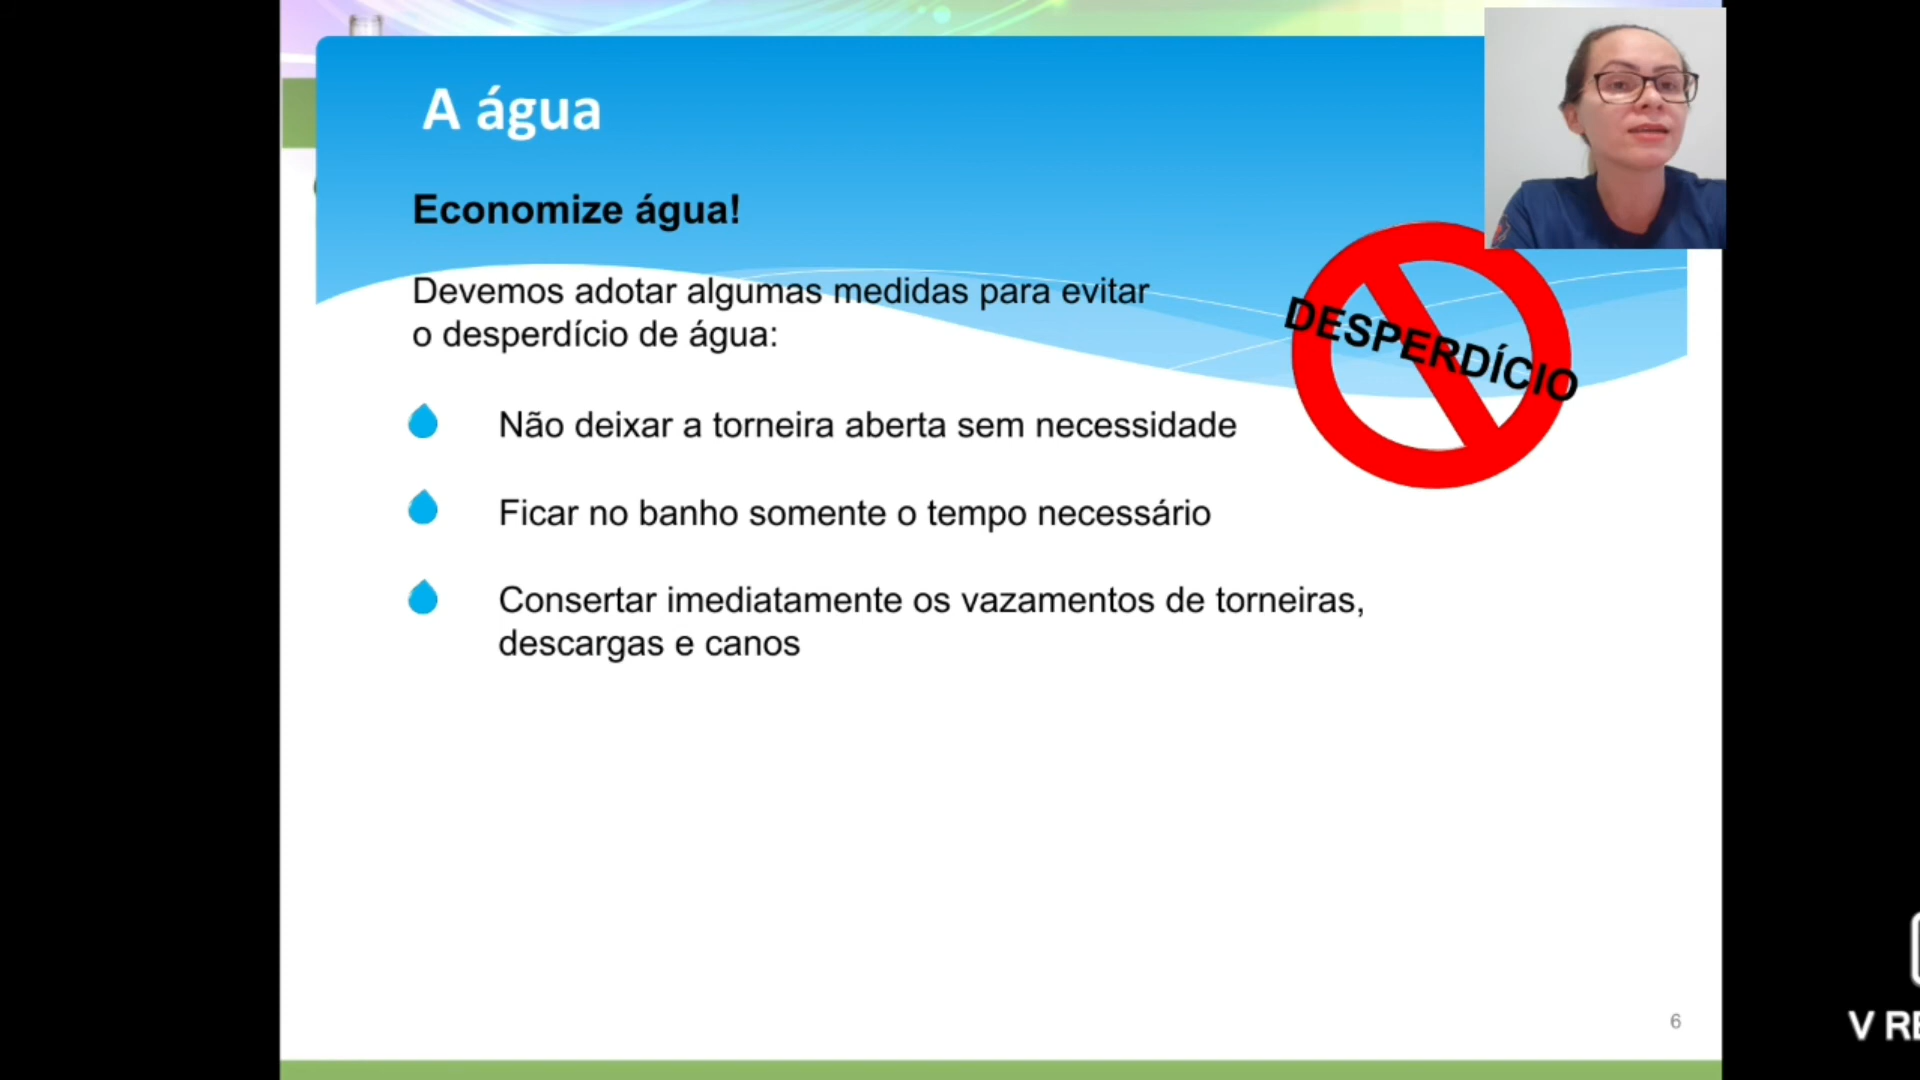 A água
Economize água!
Devemos adotar algumas medidas para evitar
o desperdício de água:
DESPERDÍCIO
Não deixar a torneira aberta sem necessidade
Ficar no banho somente o tempo necessário
Consertar imediatamente os vazamentos de torneiras,
descargas e canos
6
V RE